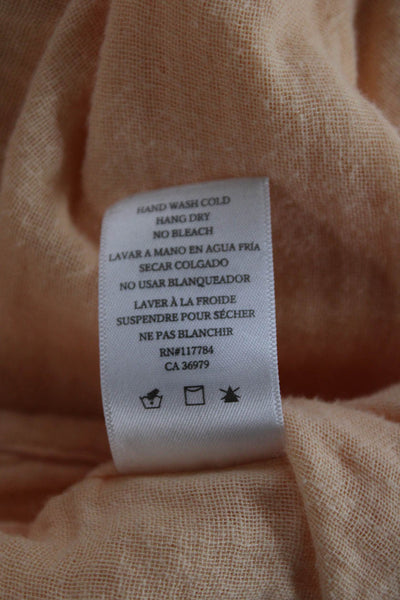 HAND WASH COLD
HANG DRY
NO BLEACH
LAVAR A MANO EN AGUA FRÍA
SECAR COLGADO
NO USAR BLANQUEADOR
LAVER À LA FROIDE
SUSPENDRE POUR SÉCHER
NE PAS BLANCHIR
RN#117784
CA 36979